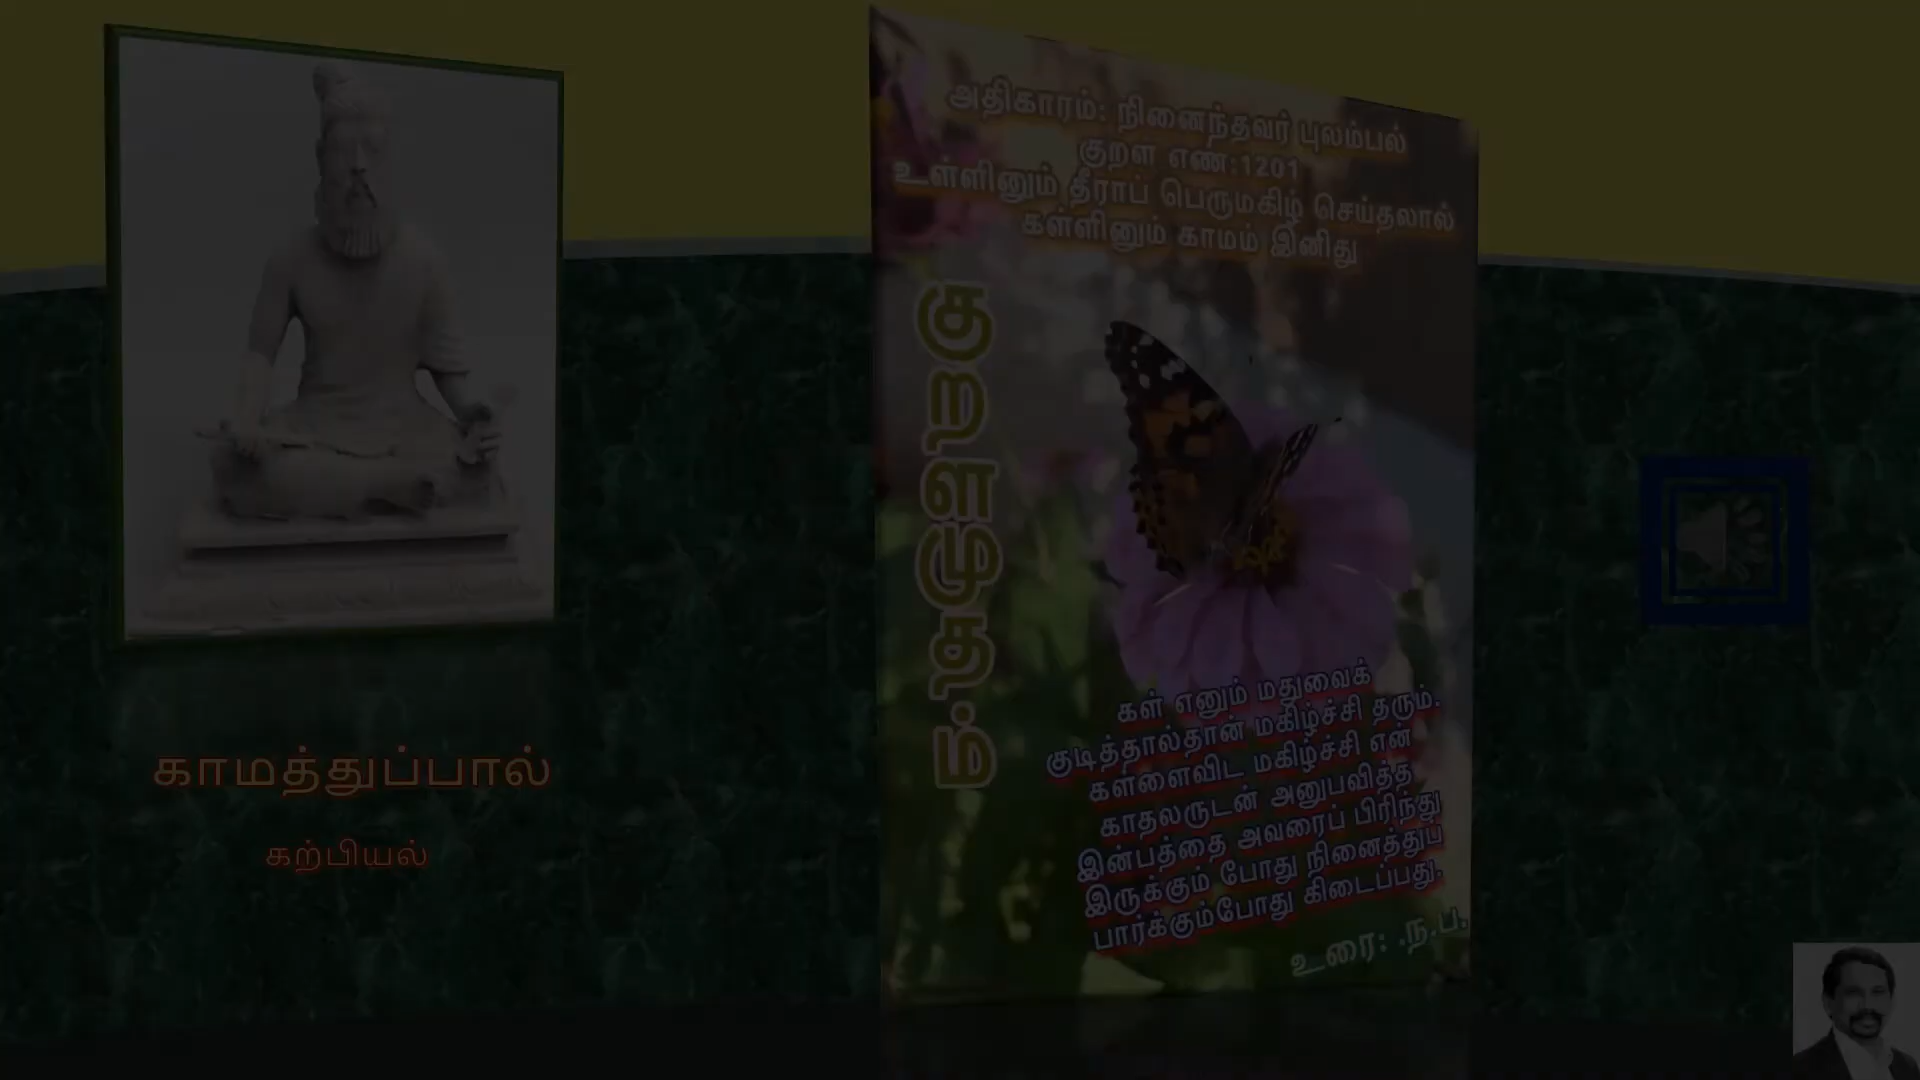 அதிகாரம்: நினைந்தவர் புலம்பல்
குறள் எண்:1201
உள்ளினும் தீராப் பெருமகிழ் செய்தலால்
கள்ளினும் காமம் இனிது
குறளமுதம்
கள் எனும் மதுவைக்
குடித்தால்தான் மகிழ்ச்சி தரும்.
கள்ளைவிட மகிழ்ச்சி என்
காதலருடன் அனுபவித்த
இன்பத்தை அவரைப் பிரிந்து
இருக்கும் போது நினைத்துப்
பார்க்கும்போது கிடைப்பது.
உரை: .ந.ப.
காமத்துப்பால்
கற்பியல்